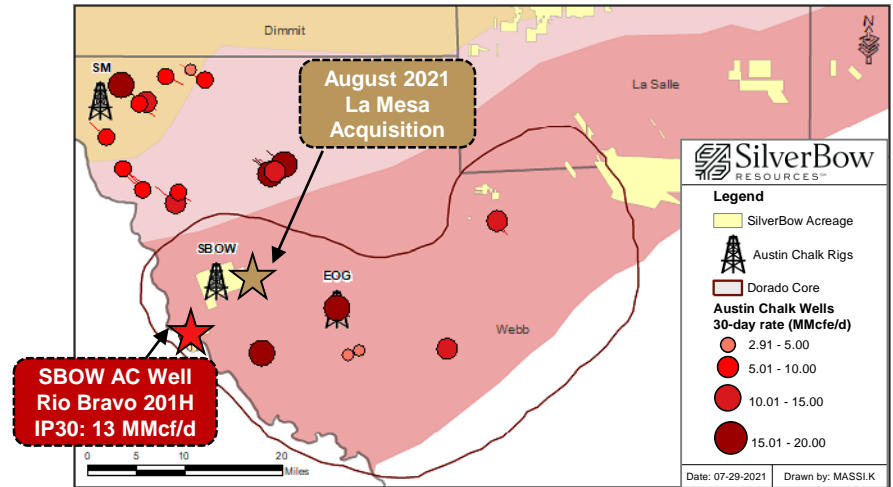 Dimmit
N
SM
August 2021
La Mesa
Acquisition
La Salle
SilverBow
RESOURCES
Legend
SilverBow Acreage
Austin Chalk Rigs
Dorado Core
Austin Chalk Wells
30-day rate (MMcfe/d)
2.91 - 5.00
5.01 - 10.00
10.01 - 15.00
15.01 - 20.00
SBOW
EOG
Webb
SBOW AC Well
Rio Bravo 201H
IP30: 13 MMcf/d
0 5 10 20
Miles
Date: 07-29-2021 Drawn by: MASSI.K